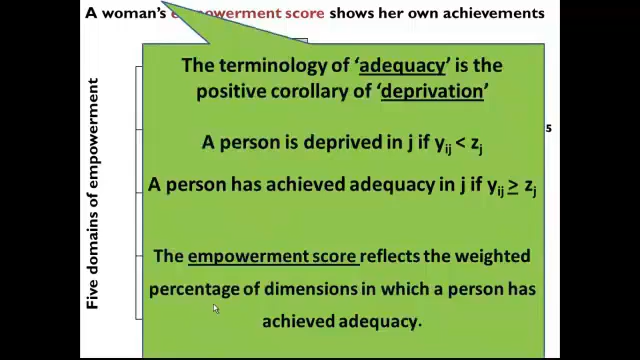 A woman's empowerment score shows her own achievements
The terminology of 'adequacy' is the
positive corollary of 'deprivation'
A person is deprived in j if yij < zj
A person has achieved adequacy in j if yij ≥ zj
The empowerment score reflects the weighted
percentage of dimensions in which a person has
achieved adequacy.
Five domains of empowerment